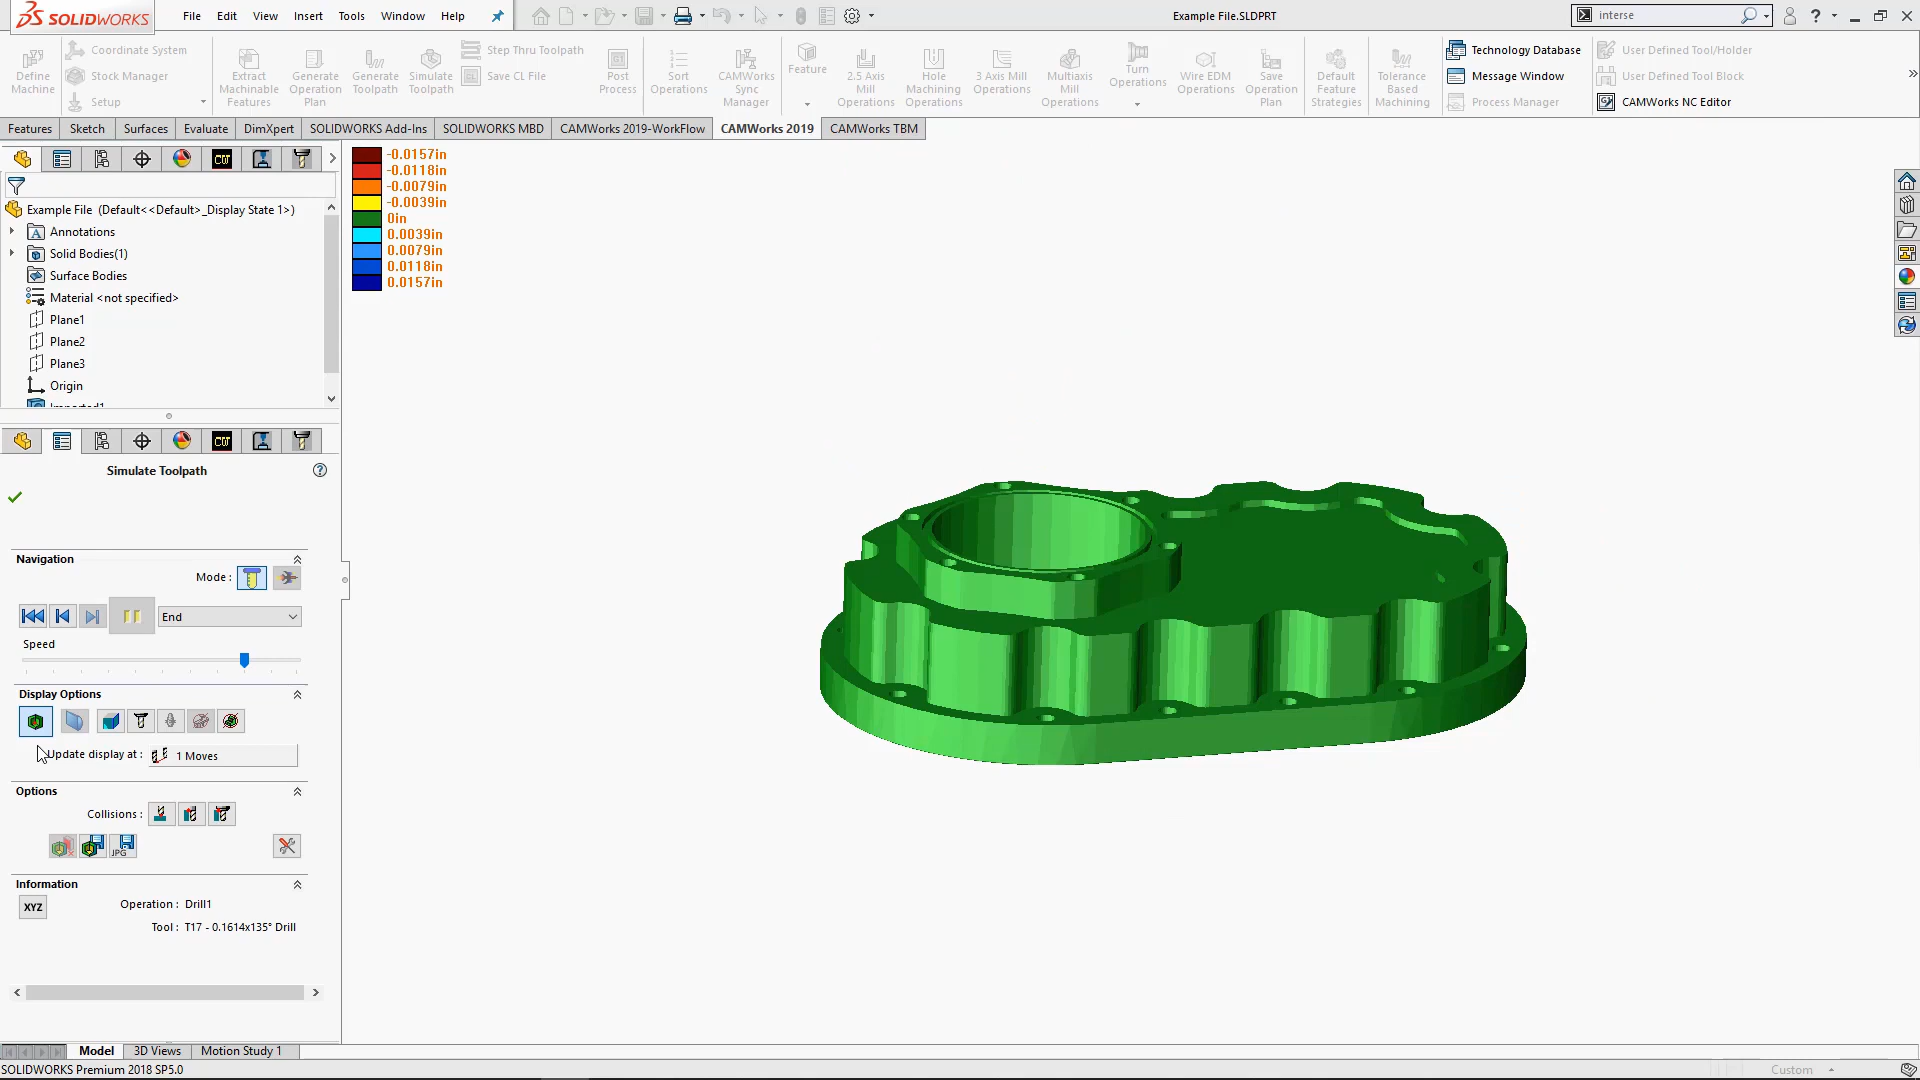 SOLIDWORKS
File Edit View Insert Tools Window Help
Example File.SLDPRT
interse
Define Machine
Coordinate System
Stock Manager
Setup
Extract Machinable Features
Generate Operation Plan
Generate Toolpath
Simulate Toolpath
Step Thru Toolpath
Save CL File
Post Process
Sort Operations
CAMWorks Sync Manager
Feature
2.5 Axis Mill Operations
Hole Machining Operations
3 Axis Mill Operations
Multiaxis Mill Operations
Turn Operations
Wire EDM Operations
Save Operation Plan
Default Feature Strategies
Tolerance Based Machining
Technology Database
Message Window
Process Manager
User Defined Tool/Holder
User Defined Tool Block
CAMWorks NC Editor
Features Sketch Surfaces Evaluate DimXpert SOLIDWORKS Add-Ins SOLIDWORKS MBD CAMWorks 2019-WorkFlow CAMWorks 2019 CAMWorks TBM
Example File (Default<<Default>_Display State 1>)
Annotations
Solid Bodies(1)
Surface Bodies
Material <not specified>
Plane1
Plane2
Plane3
Origin
Imported1
-0.0157in
-0.0118in
-0.0079in
-0.0039in
0in
0.0039in
0.0079in
0.0118in
0.0157in
Simulate Toolpath
Navigation
Mode :
End
Speed
Display Options
Update display at : 1 Moves
Options
Collisions :
JPG
Information
XYZ
Operation : Drill1
Tool : T17 - 0.1614x135° Drill
Model 3D Views Motion Study 1
SOLIDWORKS Premium 2018 SP5.0
Custom